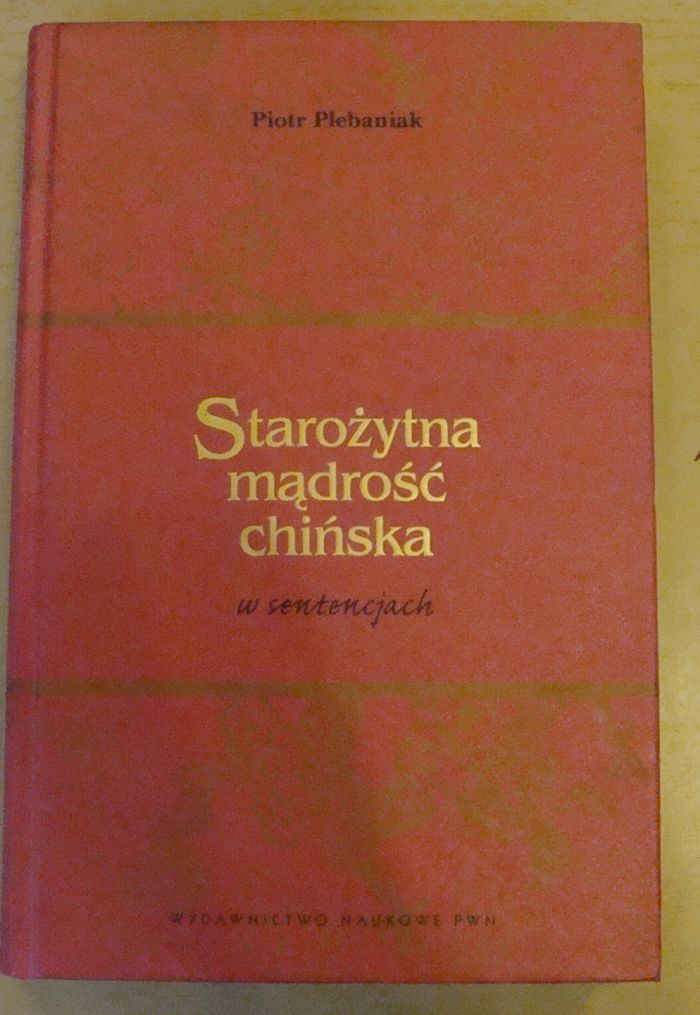 Piotr Plebaniak
Starożytna
mądrość
chińska
w sentencjach
WYDAWNICTWO NAUKOWE PWN